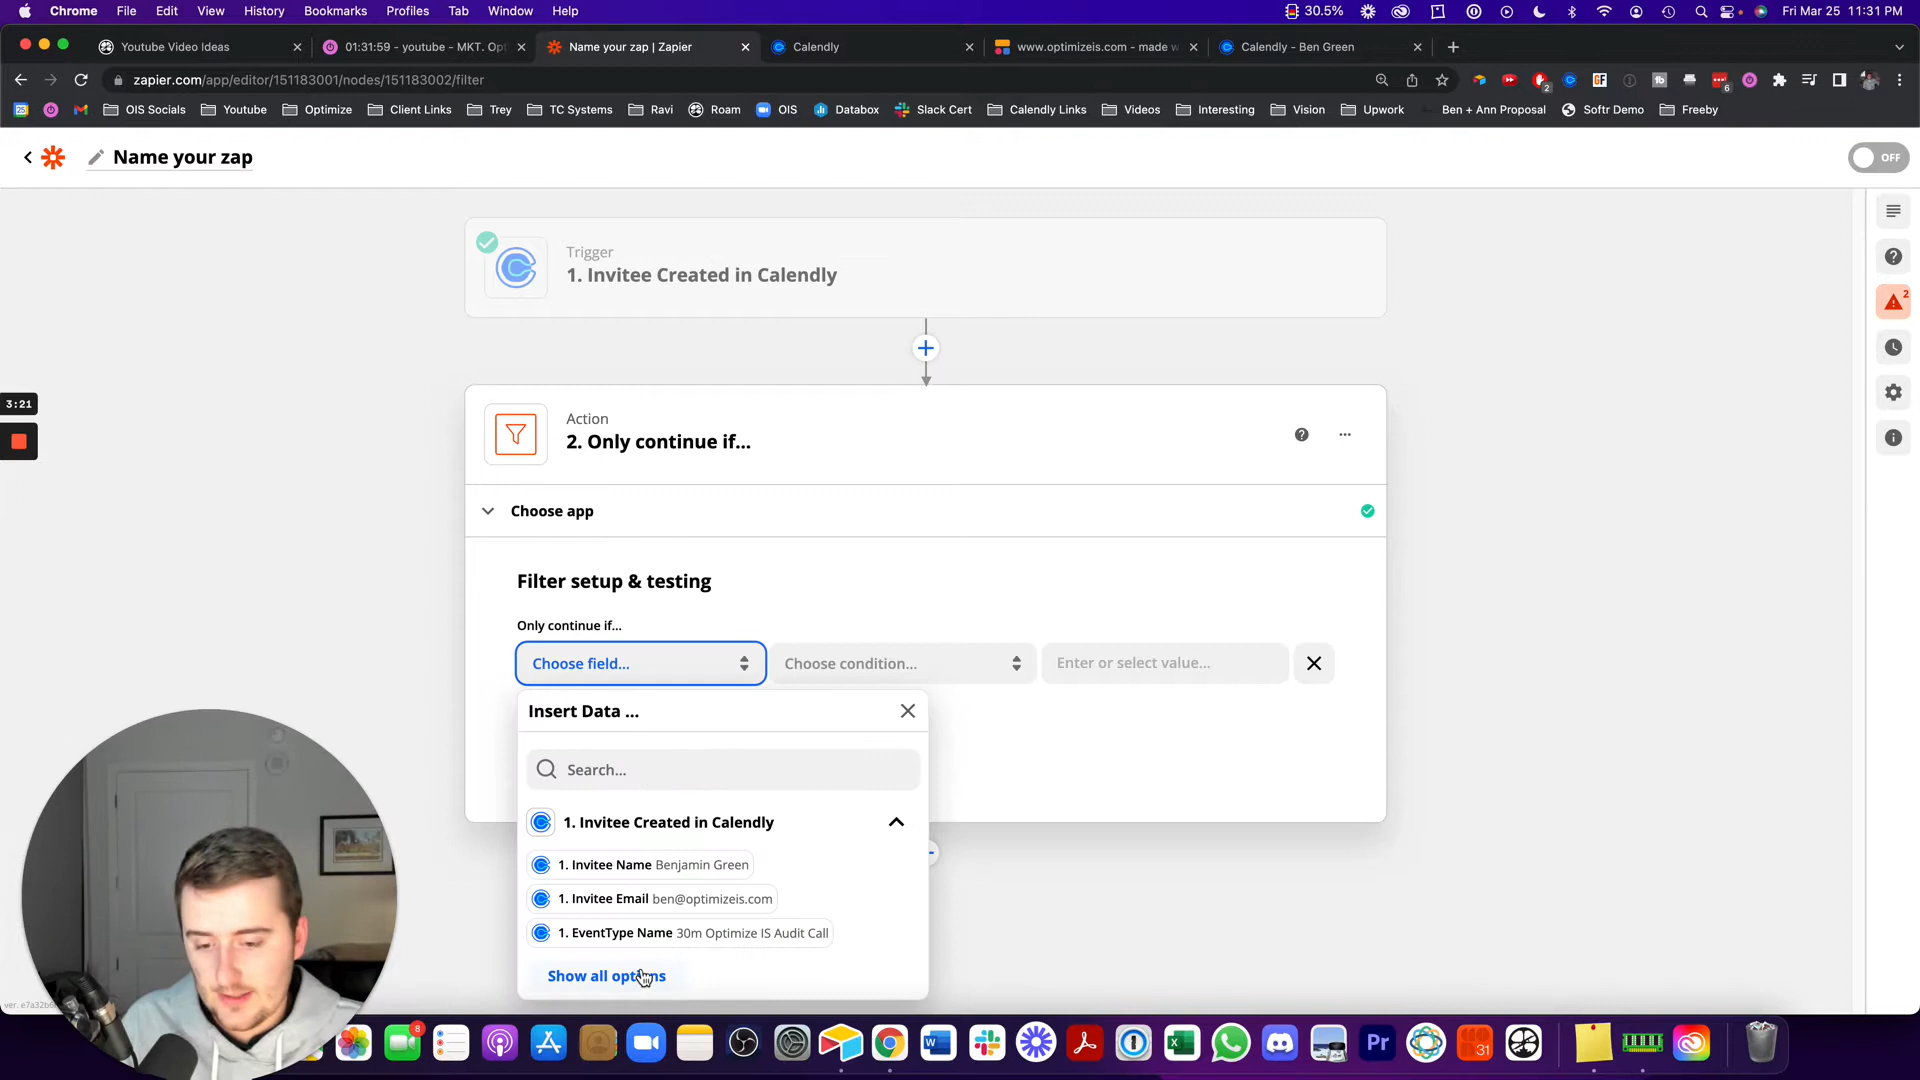 Chrome File Edit View History Bookmarks Profiles Tab Window Help 30.5% Fri Mar 25 11:31 PM
Youtube Video Ideas 01:31:59 - youtube - MKT. Op Name your zap | Zapier Calendly www.optimizeis.com - made w Calendly - Ben Green
zapier.com/app/editor/151183001/nodes/151183002/filter
OIS Socials Youtube Optimize Client Links Trey TC Systems Ravi Roam OIS Databox Slack Cert Calendly Links Videos Interesting Vision Upwork Ben + Ann Proposal Softr Demo Freeby
Name your zap
OFF
Trigger
1. Invitee Created in Calendly
2
3:21
Action
2. Only continue if...
Choose app
Filter setup & testing
Only continue if...
Choose field... Choose condition... Enter or select value...
Insert Data ...
Search...
1. Invitee Created in Calendly
1. Invitee Name Benjamin Green
1. Invitee Email ben@optimizeis.com
1. EventType Name 30m Optimize IS Audit Call
Show all options
8
31